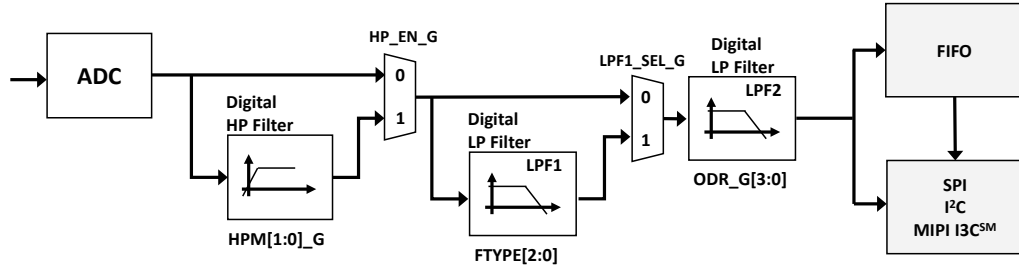 ADC
HP_EN_G
0
1
Digital
HP Filter
HPM[1:0]_G
Digital
LP Filter
LPF1
FTYPE[2:0]
LPF1_SEL_G
0
1
Digital
LP Filter
LPF2
ODR_G[3:0]
FIFO
SPI
I²C
MIPI I3Cˢᴹ